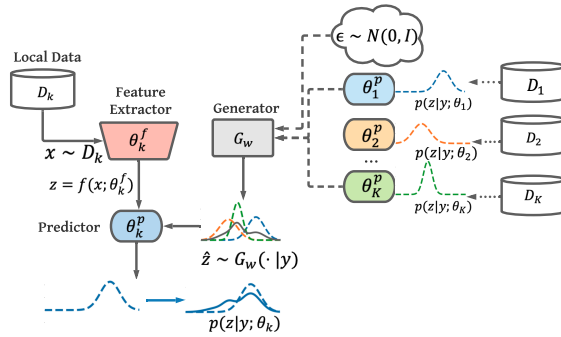 Local Data
D_k
Feature
Extractor
θ_k^f
x ~ D_k
z = f(x; θ_k^f)
Predictor
θ_k^p
Generator
G_w
ẑ ~ G_w(· |y)
p(z|y; θ_k)
ϵ ~ N(0, I)
θ_1^p
p(z|y; θ_1)
D_1
θ_2^p
p(z|y; θ_2)
D_2
...
θ_K^p
p(z|y; θ_K)
D_K